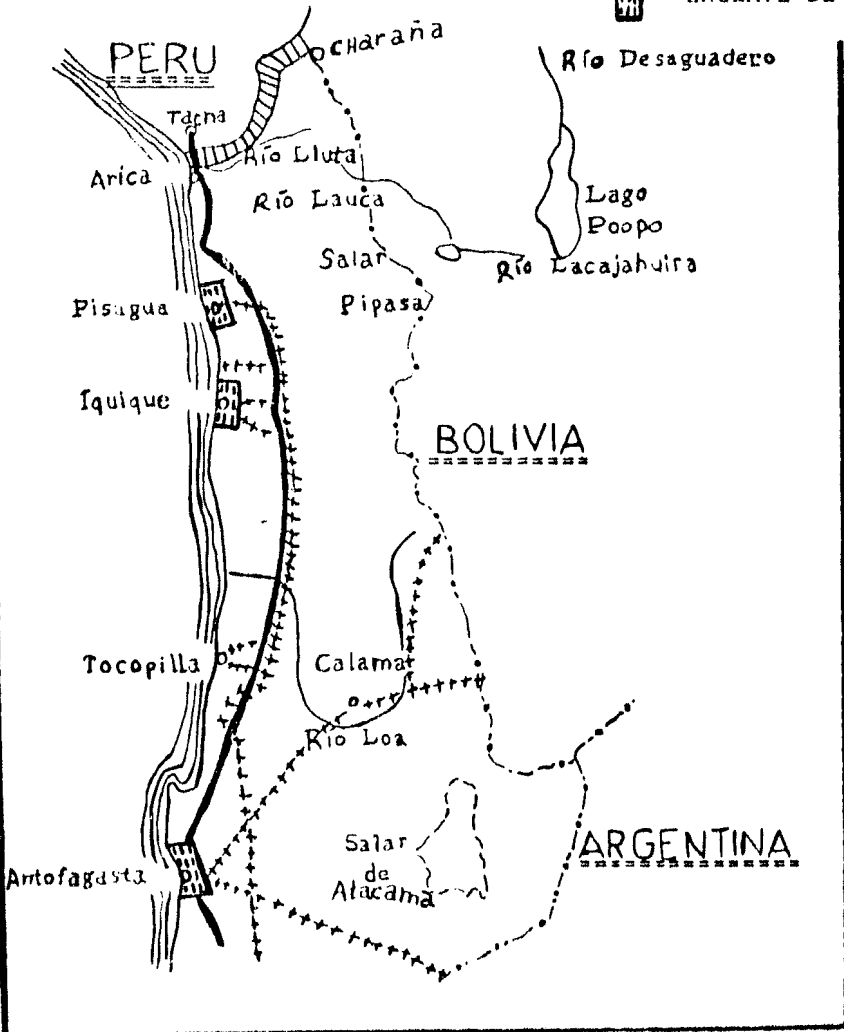 PERU
CHaraña
Río Desaguadero
Tacna
Río Lluta
Arica
Río Lauca
Lago
Poopo
Salar
Río Lacajahuira
Pisagua
Pipasa
Iquique
BOLIVIA
Tocopilla
Calama
Río Loa
Salar
de
Atacama
ARGENTINA
Antofagasta